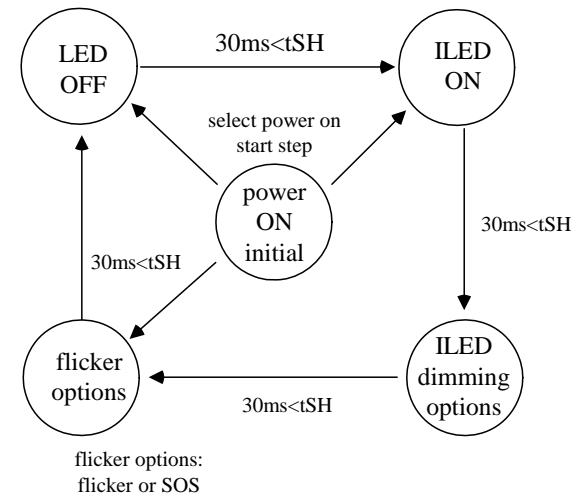 LED
OFF
30ms<tSH
ILED
ON
select power on
start step
power
ON
initial
30ms<tSH
30ms<tSH
flicker
options
ILED
dimming
options
30ms<tSH
flicker options:
flicker or SOS